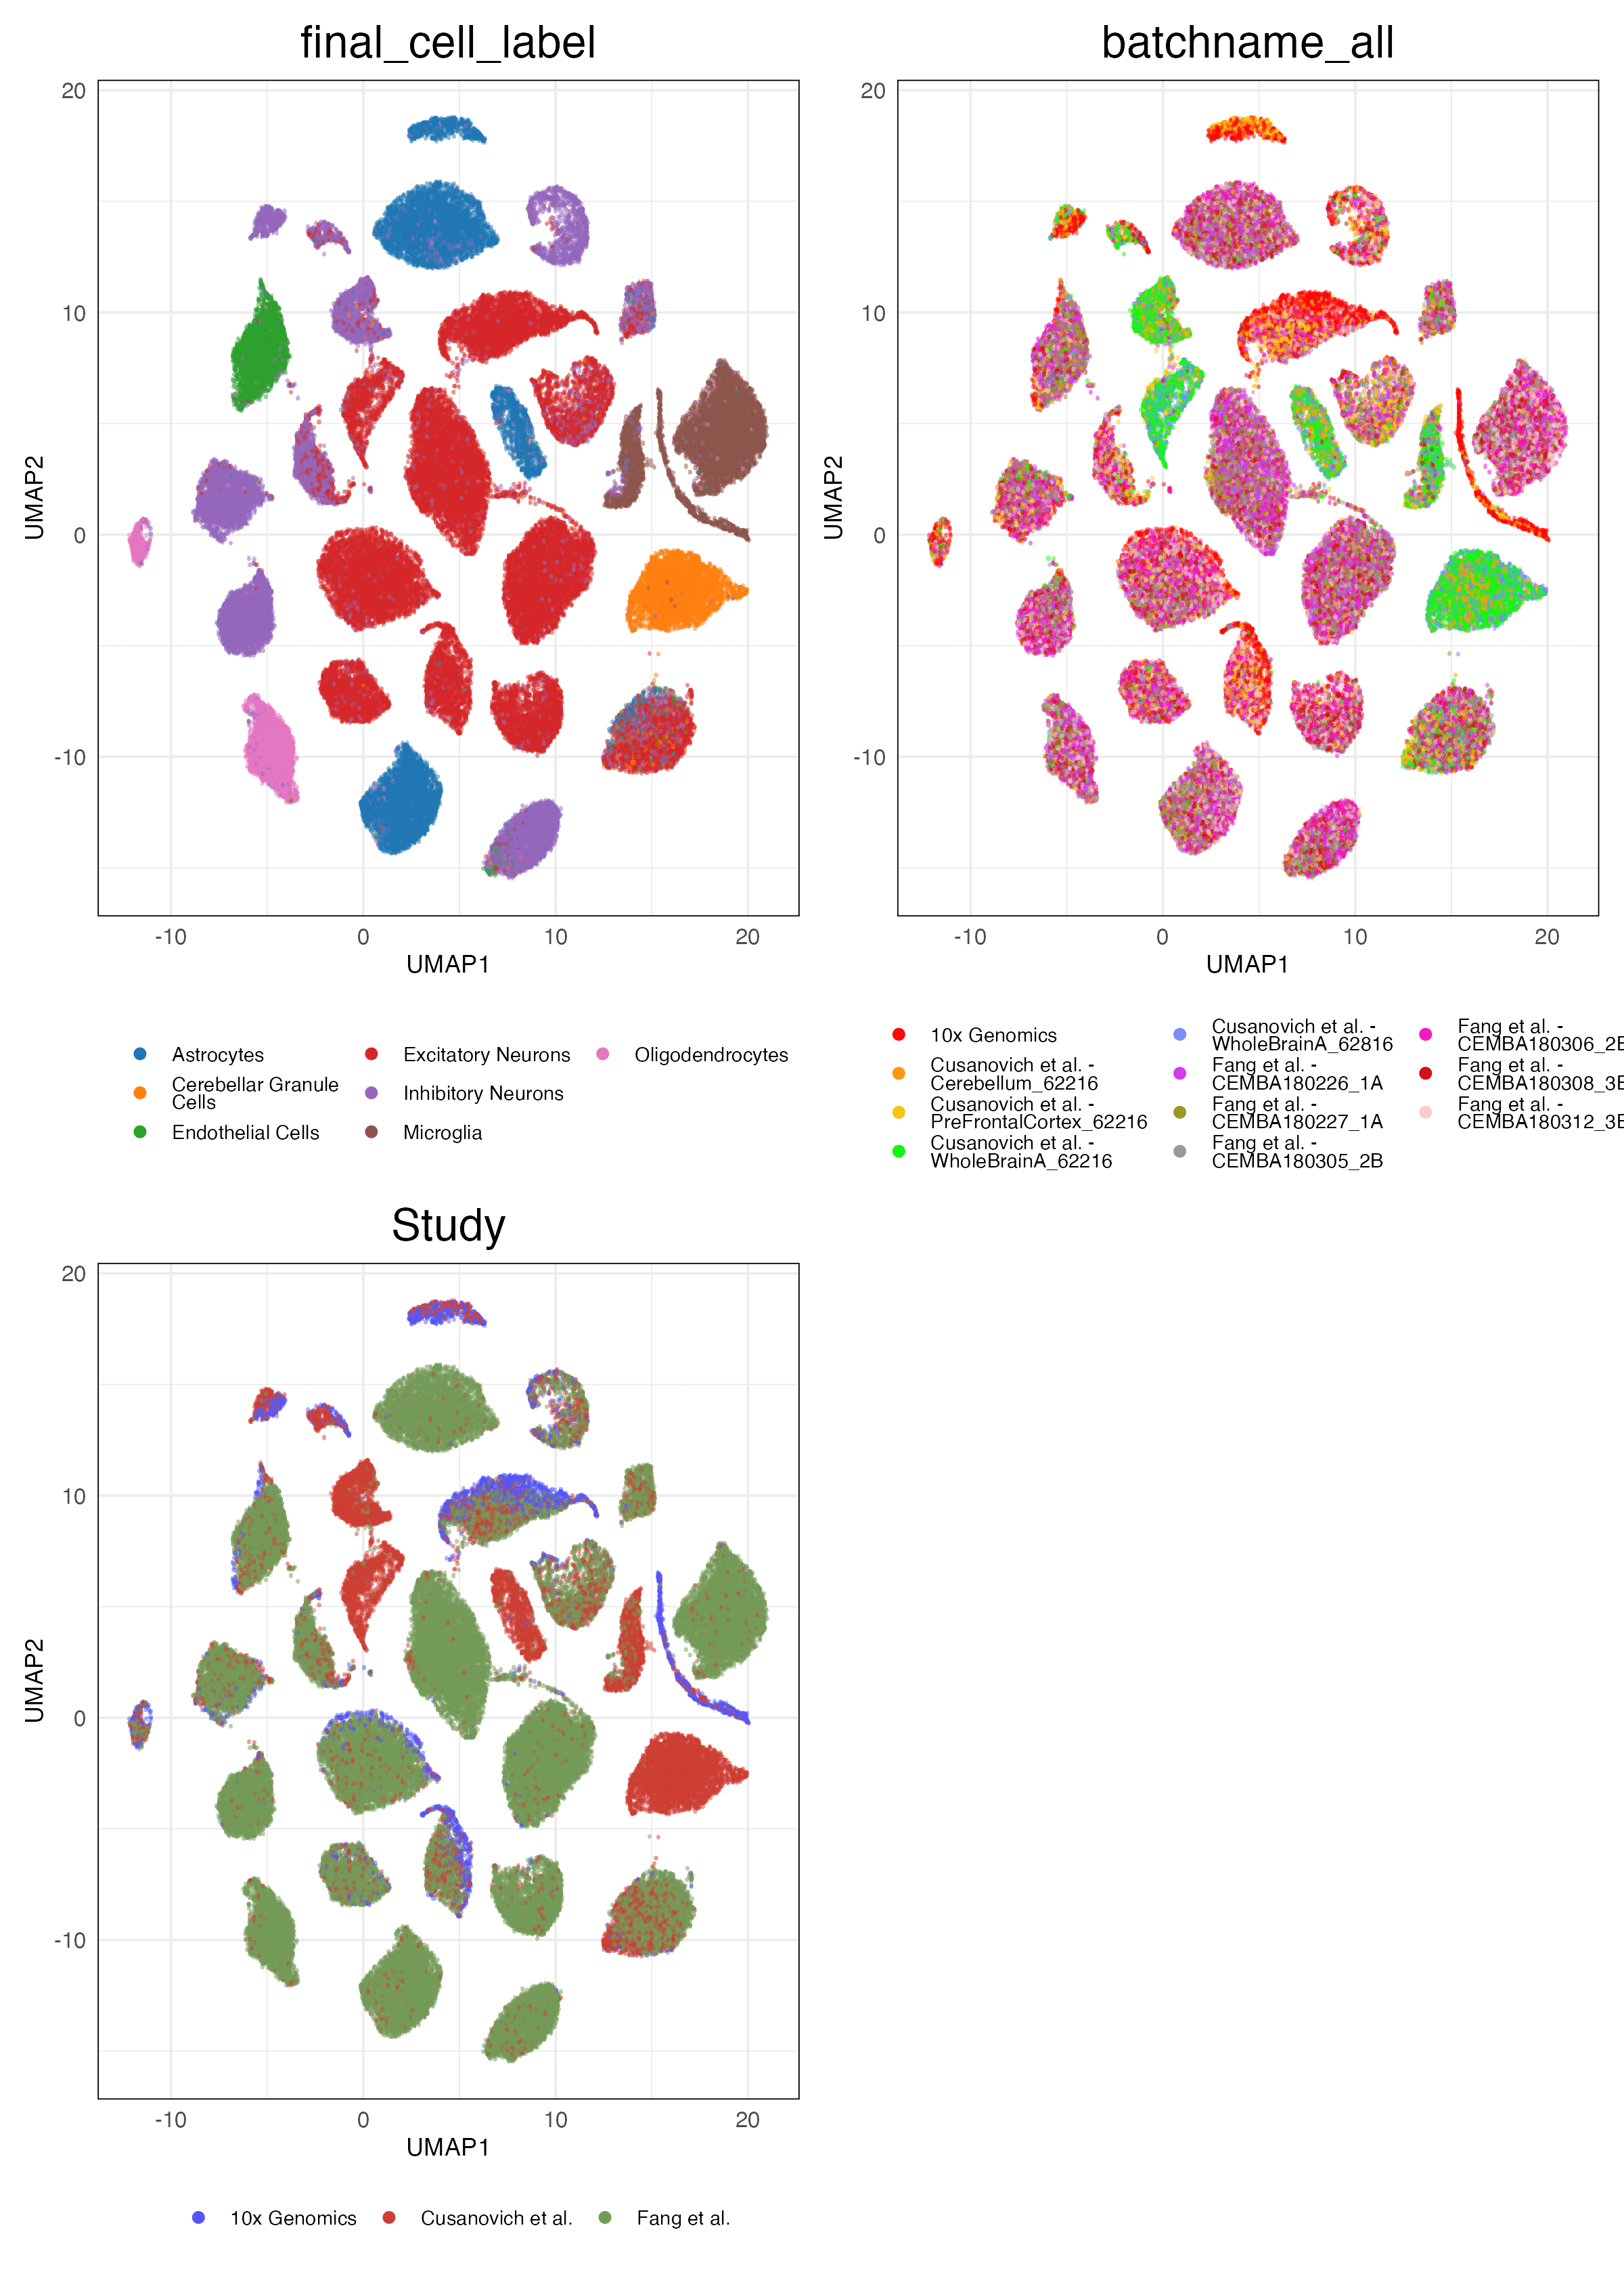 final_cell_label
20
10
0
-10
UMAP2
-10 0 10 20
UMAP1
Astrocytes
Cerebellar Granule
Cells
Endothelial Cells
Excitatory Neurons
Inhibitory Neurons
Microglia
Oligodendrocytes
batchname_all
20
10
0
-10
UMAP2
-10 0 10 20
UMAP1
10x Genomics
Cusanovich et al. -
Cerebellum_62216
Cusanovich et al. -
PreFrontalCortex_62216
Cusanovich et al. -
WholeBrainA_62216
Cusanovich et al. -
WholeBrainA_62816
Fang et al. -
CEMBA180226_1A
Fang et al. -
CEMBA180227_1A
Fang et al. -
CEMBA180305_2B
Fang et al. -
CEMBA180306_2B
Fang et al. -
CEMBA180308_3B
Fang et al. -
CEMBA180312_3B
Study
20
10
0
-10
UMAP2
-10 0 10 20
UMAP1
10x Genomics Cusanovich et al. Fang et al.